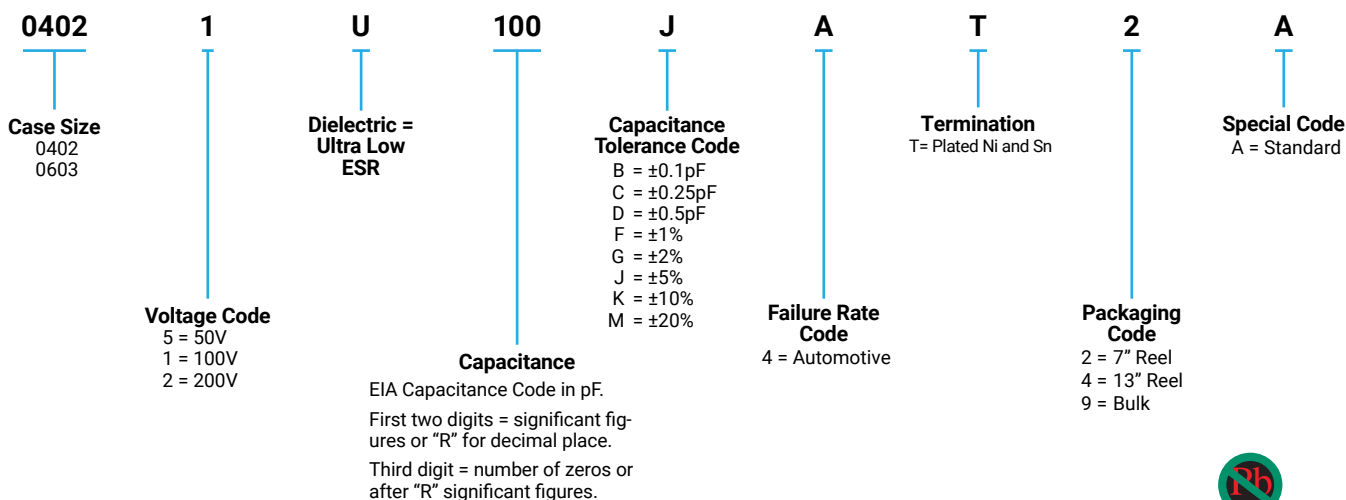 0402 1 U 100 J A T 2 A
Case Size
0402
0603
Voltage Code
5 = 50V
1 = 100V
2 = 200V
Dielectric =
Ultra Low
ESR
Capacitance
EIA Capacitance Code in pF.
First two digits = significant fig-
ures or “R” for decimal place.
Third digit = number of zeros or
after “R” significant figures.
Capacitance
Tolerance Code
B = ±0.1pF
C = ±0.25pF
D = ±0.5pF
F = ±1%
G = ±2%
J = ±5%
K = ±10%
M = ±20%
Failure Rate
Code
4 = Automotive
Termination
T= Plated Ni and Sn
Packaging
Code
2 = 7” Reel
4 = 13” Reel
9 = Bulk
Special Code
A = Standard
Pb